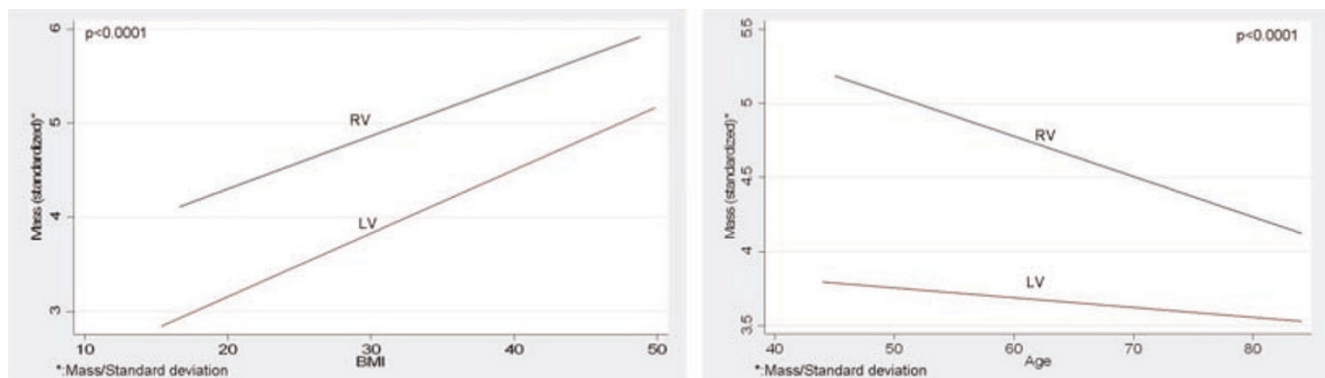 p<0.0001
Mass (standardized)*
6
5
4
3
RV
LV
10 20 30 40 50
BMI
*:Mass/Standard deviation
p<0.0001
Mass (standardized)*
5.5
5
4.5
4
3.5
RV
LV
40 50 60 70 80
Age
*:Mass/Standard deviation